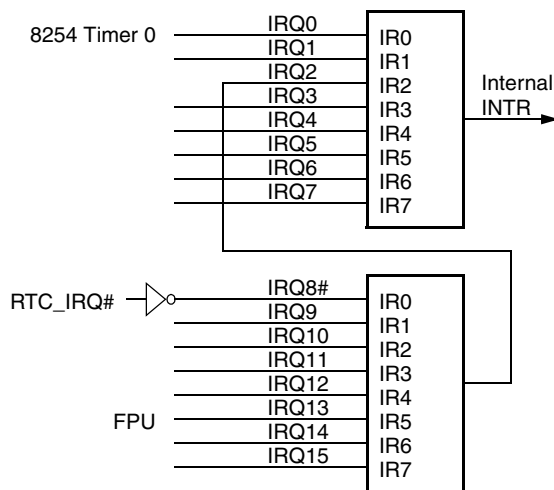 8254 Timer 0
IRQ0
IRQ1
IRQ2
IRQ3
IRQ4
IRQ5
IRQ6
IRQ7
IR0
IR1
IR2
IR3
IR4
IR5
IR6
IR7
Internal
INTR
RTC_IRQ#
FPU
IRQ8#
IRQ9
IRQ10
IRQ11
IRQ12
IRQ13
IRQ14
IRQ15
IR0
IR1
IR2
IR3
IR4
IR5
IR6
IR7